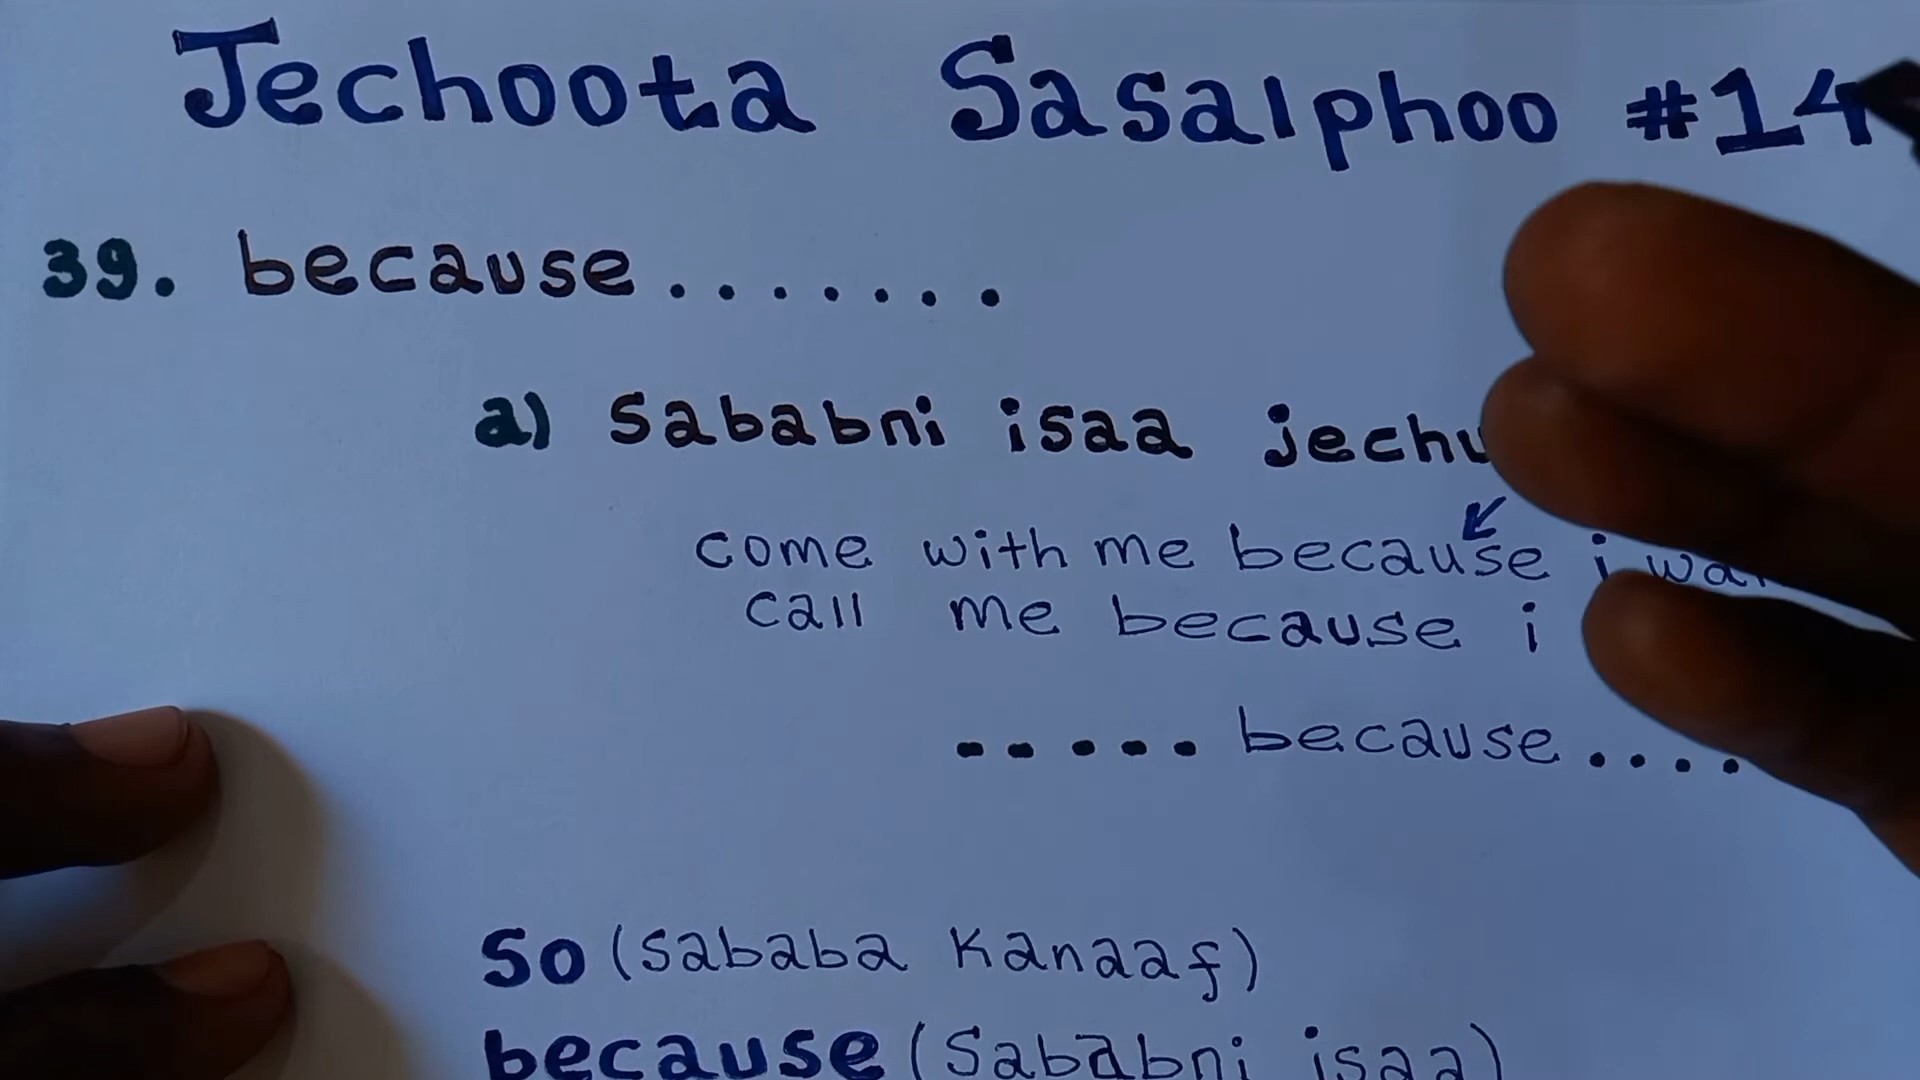 Jechoota Sasalphoo #14
39. because.......
a) Sababni isaa
come with me because i
call me because i
----- because....
So (Sababa Kanaaf)
because (Sababni isaa)